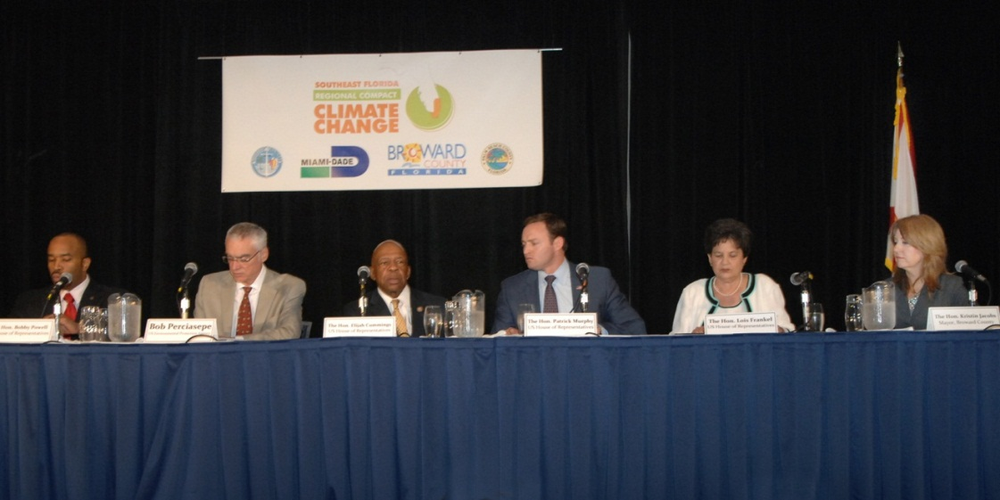 SOUTHEAST FLORIDA
REGIONAL COMPACT
CLIMATE
CHANGE
MIAMI-DADE
BROWARD
COUNTY
FLORIDA
Hon. Bobby Powell
House of Representatives
Bob Perciasepe
The Hon. Elijah Cummings
US House of Representatives
The Hon. Patrick Murphy
US House of Representatives
The Hon. Lois Frankel
US House of Representatives
The Hon. Kristin Jacobs
Mayor, Broward County